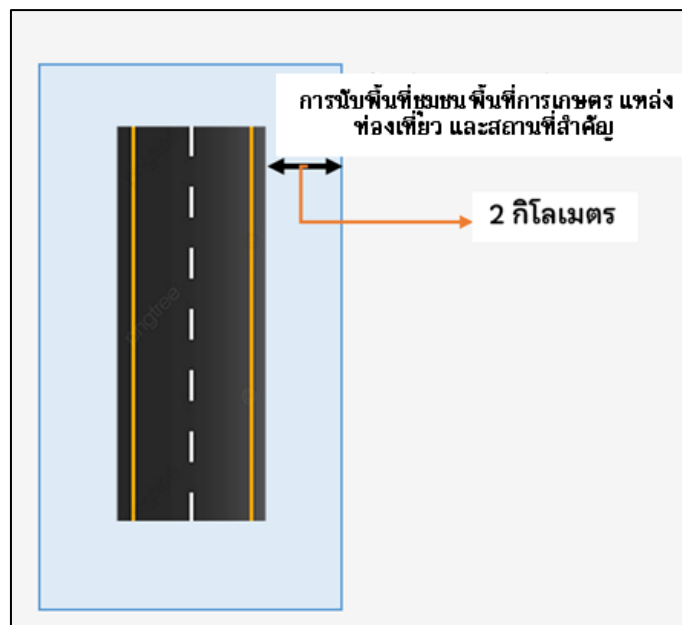 การนับพื้นที่ชุมชน พื้นที่การเกษตร แหล่ง
ท่องเที่ยว และสถานที่สำคัญ
2 กิโลเมตร
pngtree